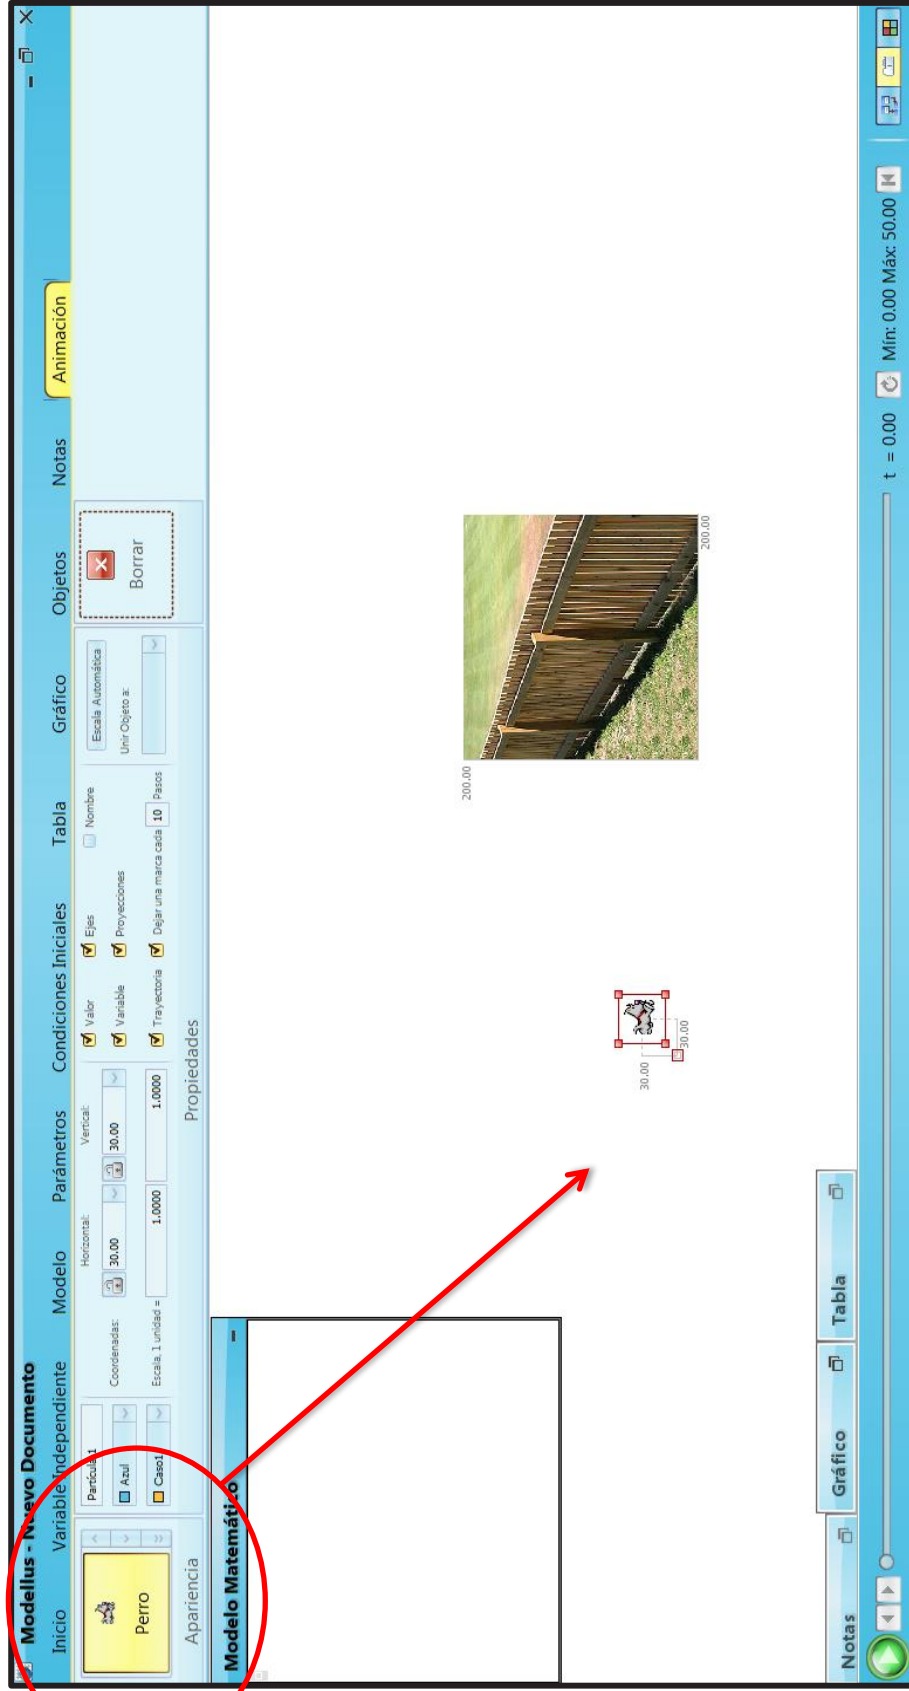 Modellus - Nuevo Documento
Inicio Variable Independiente Modelo Parámetros Condiciones Iniciales Tabla Gráfico Objetos Notas Animación
Perro
Apariencia
Partícula 1
Azul
Caso1
Horizontal: Vertical:
Coordenadas: 30.00 30.00
Escala, 1 unidad = 1.0000 1.0000
Valor Ejes Nombre
Variable Proyecciones
Trayectoria Dejar una marca cada 10 Pasos
Escala Automática
Unir Objeto a:
Propiedades
Borrar
Modelo Matemático
200.00
200.00
30.00
30.00
Notas Gráfico Tabla
t = 0.00 Mín: 0.00 Máx: 50.00